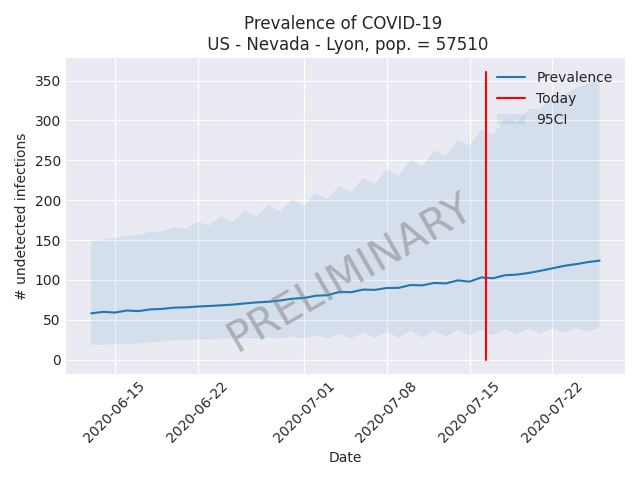 Prevalence of COVID-19
US - Nevada - Lyon, pop. = 57510
350
300
250
200
150
100
50
0
# undetected infections
Prevalence
Today
95CI
PRELIMINARY
2020-06-15
2020-06-22
2020-07-01
2020-07-08
2020-07-15
2020-07-22
Date